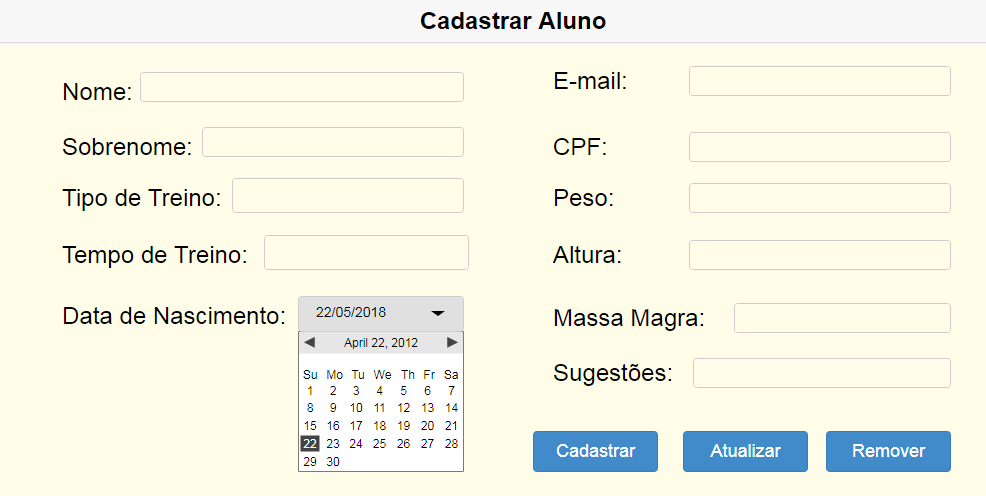 Cadastrar Aluno
Nome:
Sobrenome:
Tipo de Treino:
Tempo de Treino:
Data de Nascimento: 22/05/2018
April 22, 2012
Su Mo Tu We Th Fr Sa
1 2 3 4 5 6 7
8 9 10 11 12 13 14
15 16 17 18 19 20 21
22 23 24 25 26 27 28
29 30
E-mail:
CPF:
Peso:
Altura:
Massa Magra:
Sugestões:
Cadastrar Atualizar Remover